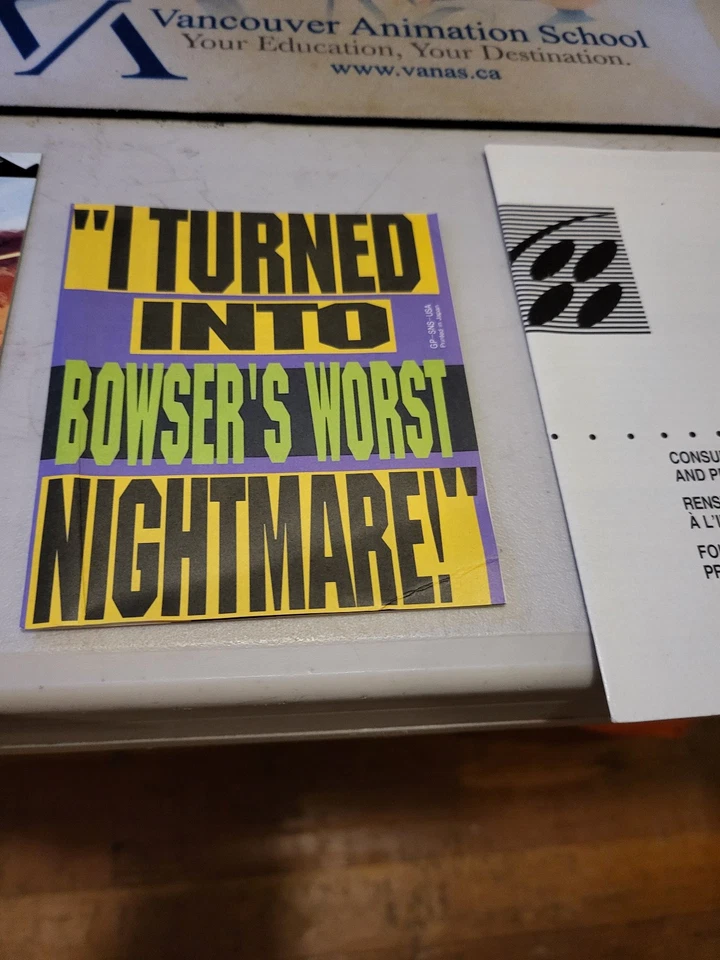 Vancouver Animation School
Your Education, Your Destination.
www.vanas.ca
"I TURNED
INTO
BOWSER'S WORST
NIGHTMARE!"
GP-SNS-USA
Printed in Japan
CONSU
AND P
RENS
À L'I
FO
PR